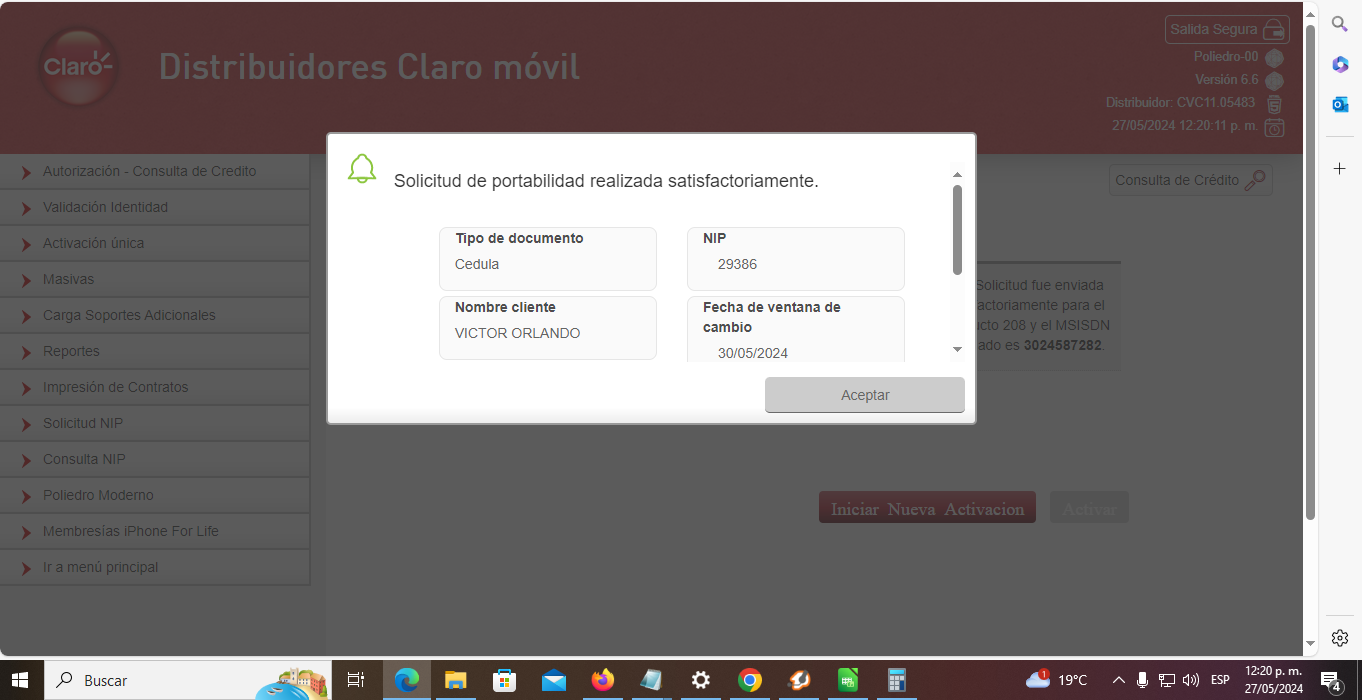 Claro
Distribuidores Claro móvil
Salida Segura
Poliedro-00
Versión 6.6
Distribuidor: CVC11.05483
27/05/2024 12:20:11 p. m.
Autorización - Consulta de Credito
Validación Identidad
Activación única
Masivas
Carga Soportes Adicionales
Reportes
Impresión de Contratos
Solicitud NIP
Consulta NIP
Poliedro Moderno
Membresías iPhone For Life
Ir a menú principal
Consulta de Crédito
Solicitud de portabilidad realizada satisfactoriamente.
Tipo de documento
Cedula
NIP
29386
Nombre cliente
VICTOR ORLANDO
Fecha de ventana de
cambio
30/05/2024
Aceptar
Solicitud fue enviada
actoriamente para el
cto 208 y el MSISDN
ado es 3024587282.
Iniciar Nueva Activacion
Activar
Buscar
1
19°C
ESP
12:20 p. m.
27/05/2024
4